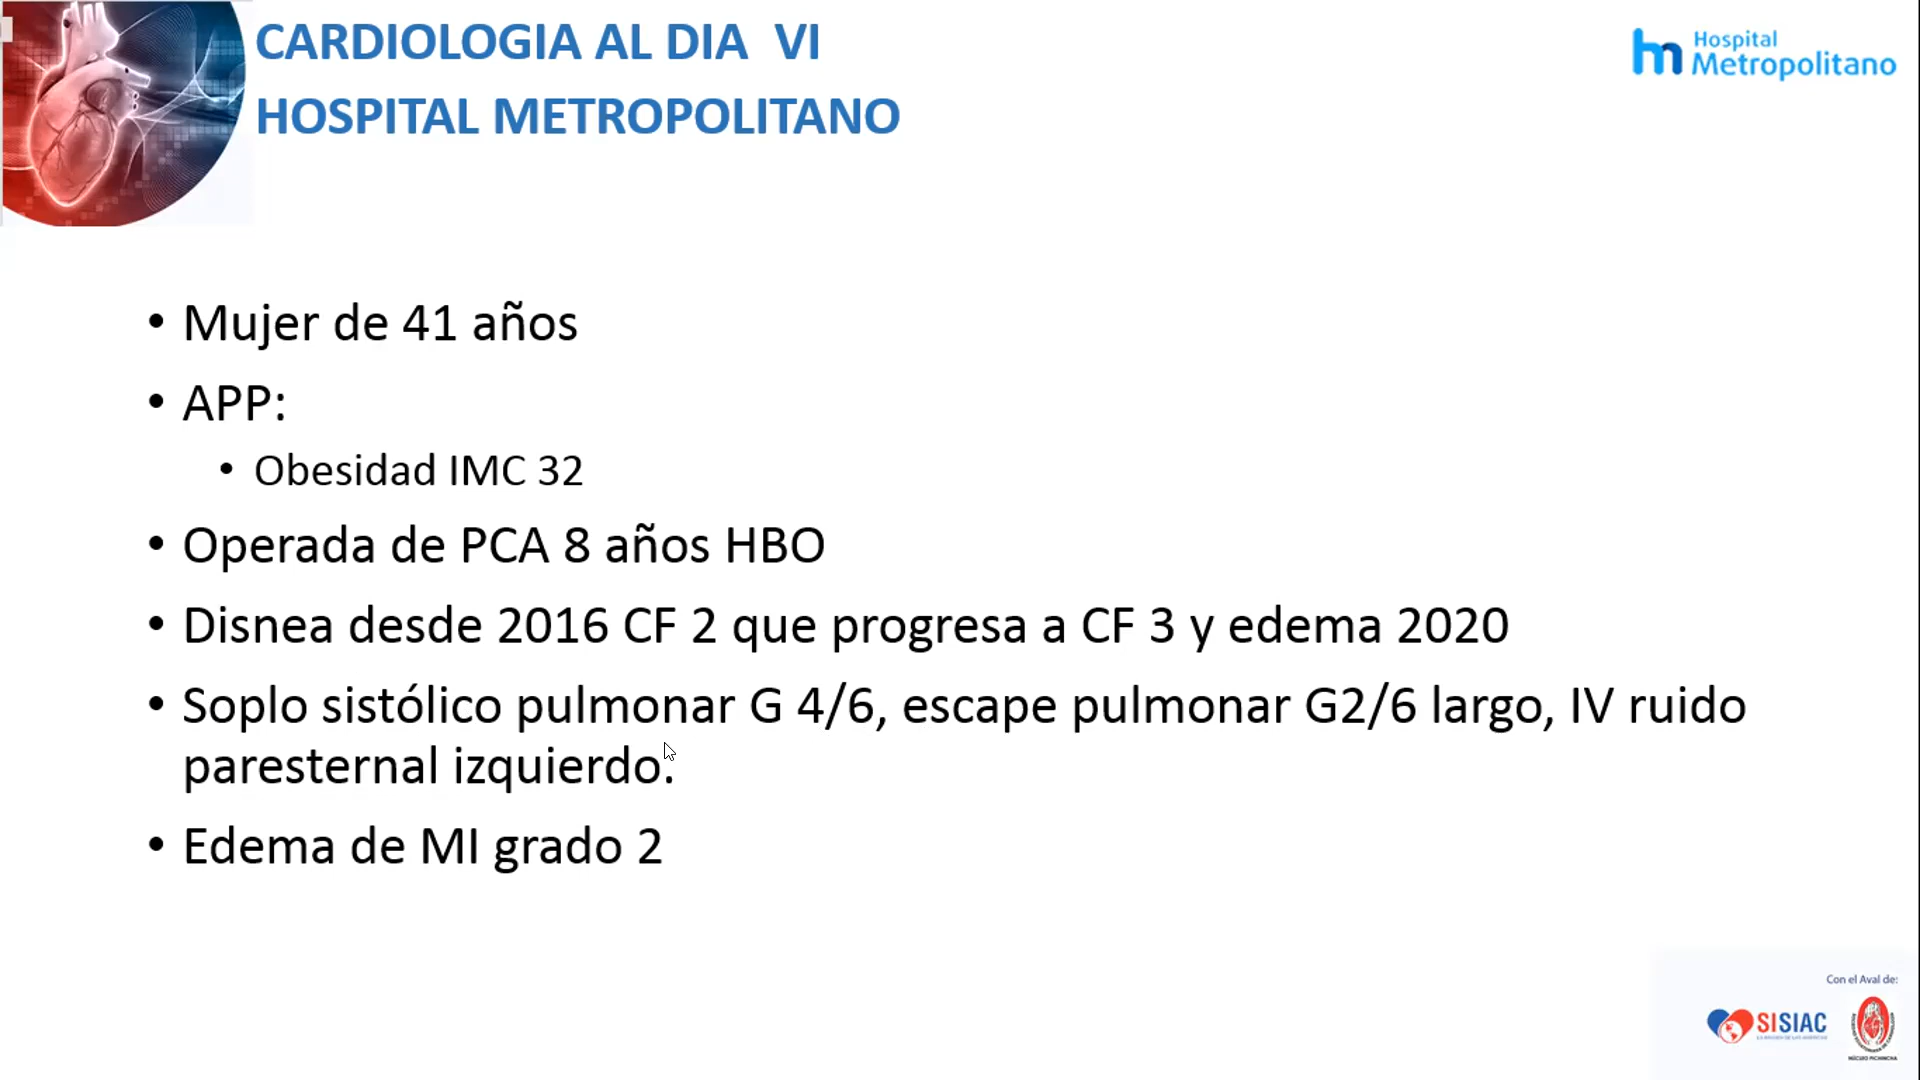 CARDIOLOGIA AL DIA VI
HOSPITAL METROPOLITANO
Hospital
Metropolitano
• Mujer de 41 años
• APP:
• Obesidad IMC 32
• Operada de PCA 8 años HBO
• Disnea desde 2016 CF 2 que progresa a CF 3 y edema 2020
• Soplo sistólico pulmonar G 4/6, escape pulmonar G2/6 largo, IV ruido
paresternal izquierdo.
• Edema de MI grado 2
Con el Aval de:
SISIAC
NÚCLEO PICHINCHA